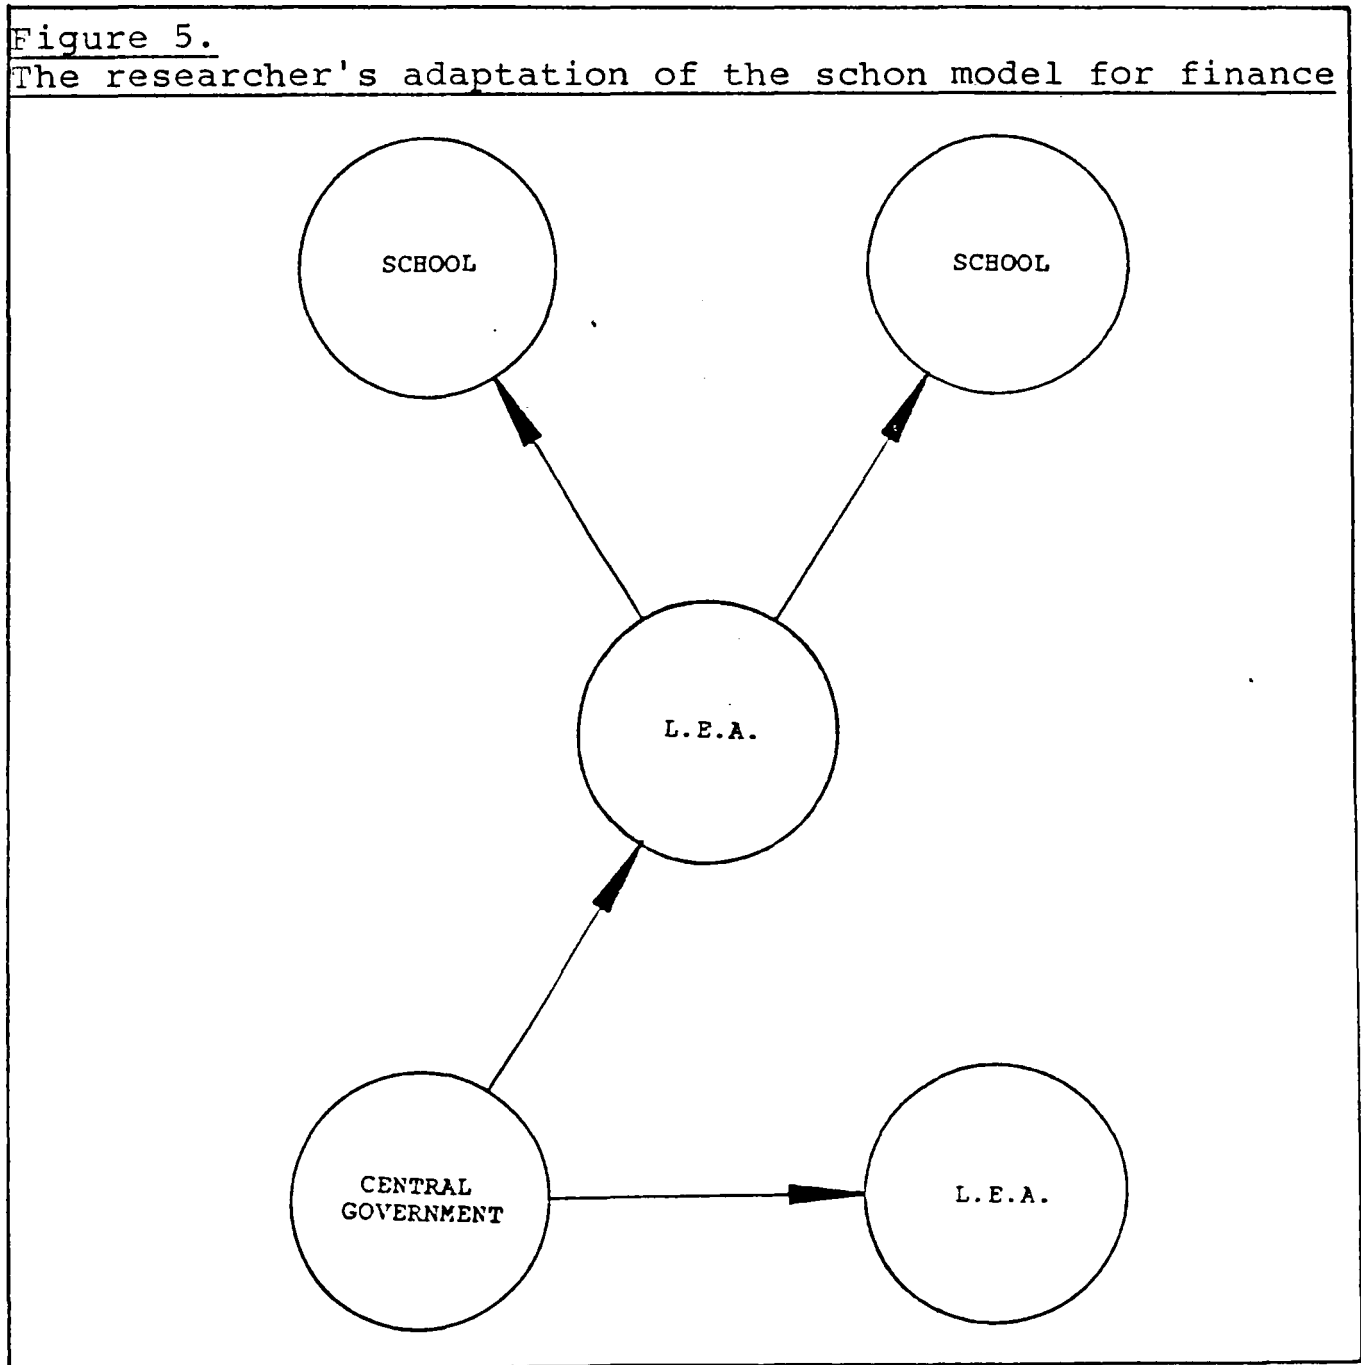 Figure 5.
The researcher's adaptation of the schon model for finance
SCHOOL
SCHOOL
L.E.A.
CENTRAL
GOVERNMENT
L.E.A.